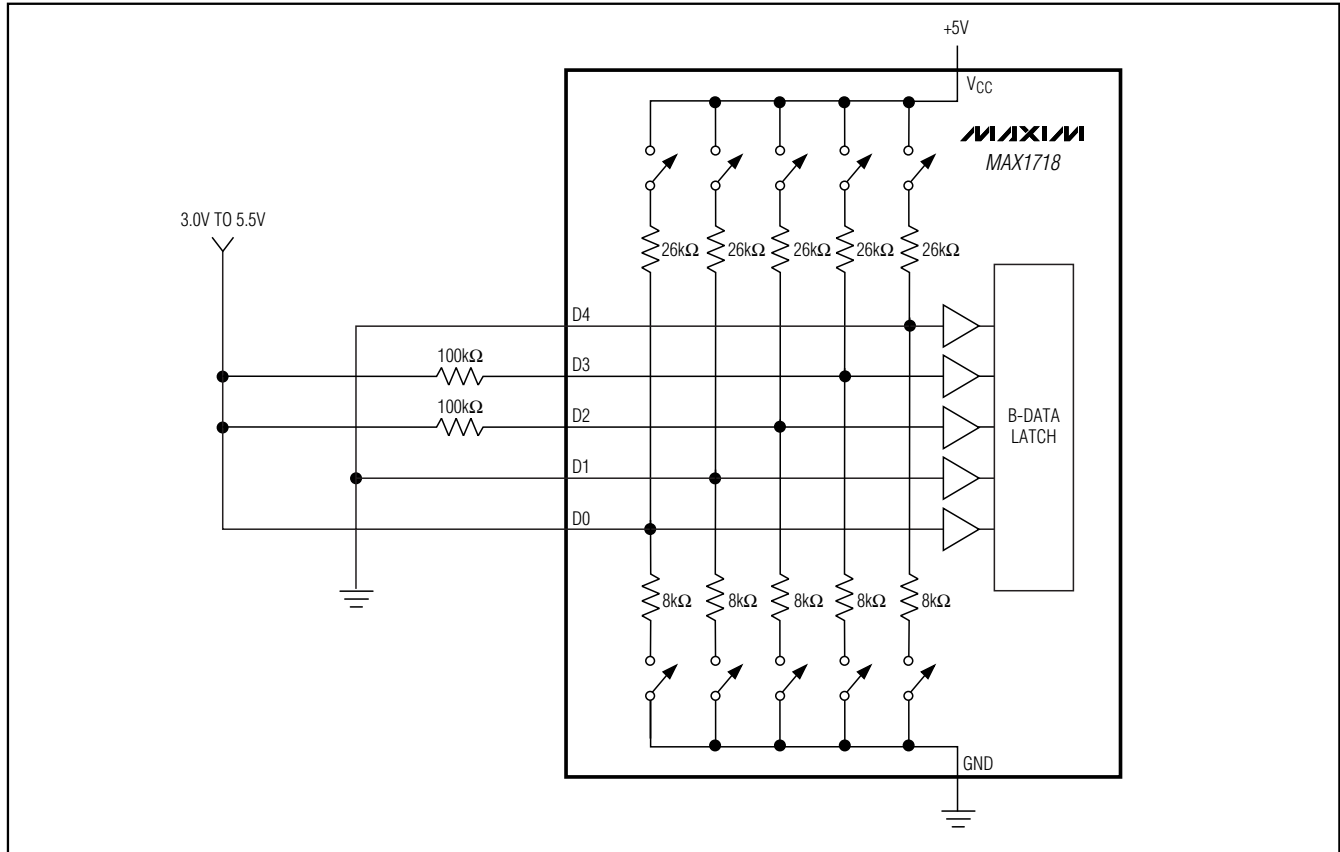 +5V
VCC
MAXIM
MAX1718
3.0V TO 5.5V
26kΩ 26kΩ 26kΩ 26kΩ 26kΩ
D4
100kΩ
D3
100kΩ
D2
B-DATA
LATCH
D1
D0
8kΩ 8kΩ 8kΩ 8kΩ 8kΩ
GND